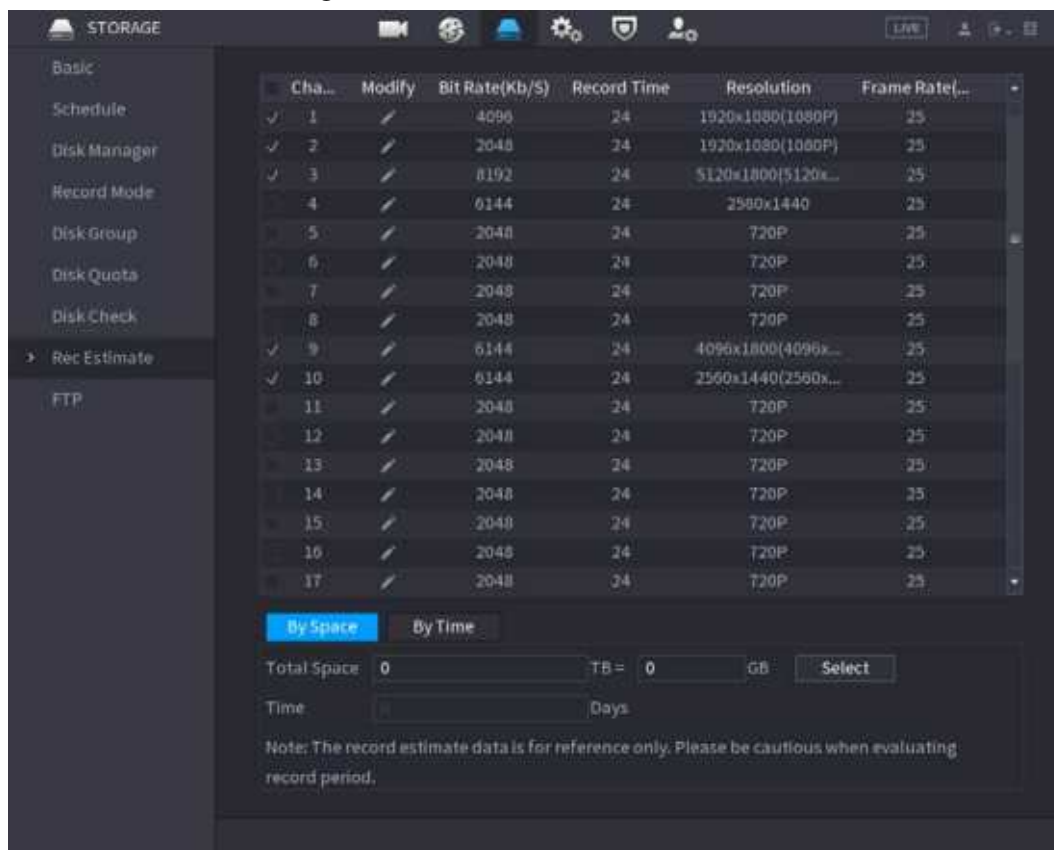 STORAGE
LIVE
Basic
Schedule
Disk Manager
Record Mode
Disk Group
Disk Quota
Disk Check
Rec Estimate
FTP
Cha... Modify Bit Rate(Kb/S) Record Time Resolution Frame Rate(...
1 4096 24 1920x1080(1080P) 25
2 2048 24 1920x1080(1080P) 25
3 8192 24 5120x1800(5120x... 25
4 6144 24 2560x1440 25
5 2048 24 720P 25
6 2048 24 720P 25
7 2048 24 720P 25
8 2048 24 720P 25
9 6144 24 4096x1800(4096x... 25
10 6144 24 2560x1440(2560x... 25
11 2048 24 720P 25
12 2048 24 720P 25
13 2048 24 720P 25
14 2048 24 720P 25
15 2048 24 720P 25
16 2048 24 720P 25
17 2048 24 720P 25
By Space By Time
Total Space 0 TB = 0 GB Select
Time Days
Note: The record estimate data is for reference only. Please be cautious when evaluating
record period.